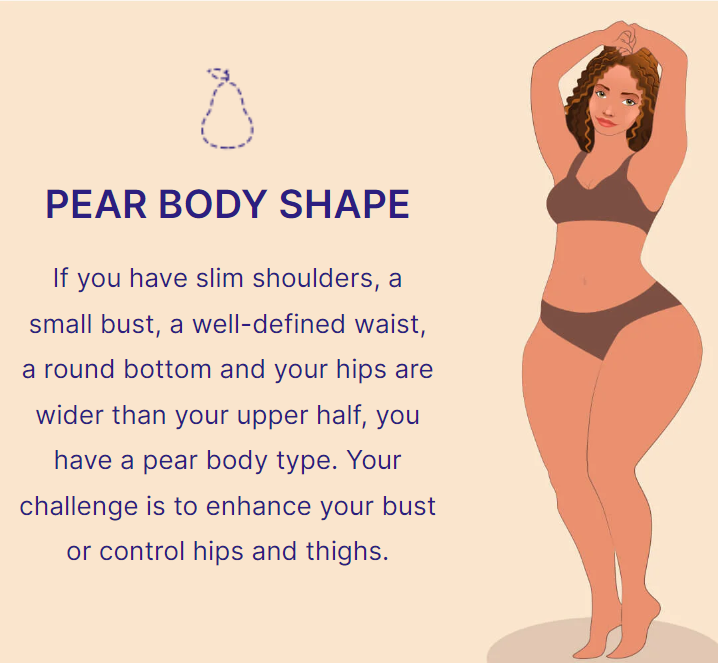 PEAR BODY SHAPE
If you have slim shoulders, a
small bust, a well-defined waist,
a round bottom and your hips are
wider than your upper half, you
have a pear body type. Your
challenge is to enhance your bust
or control hips and thighs.